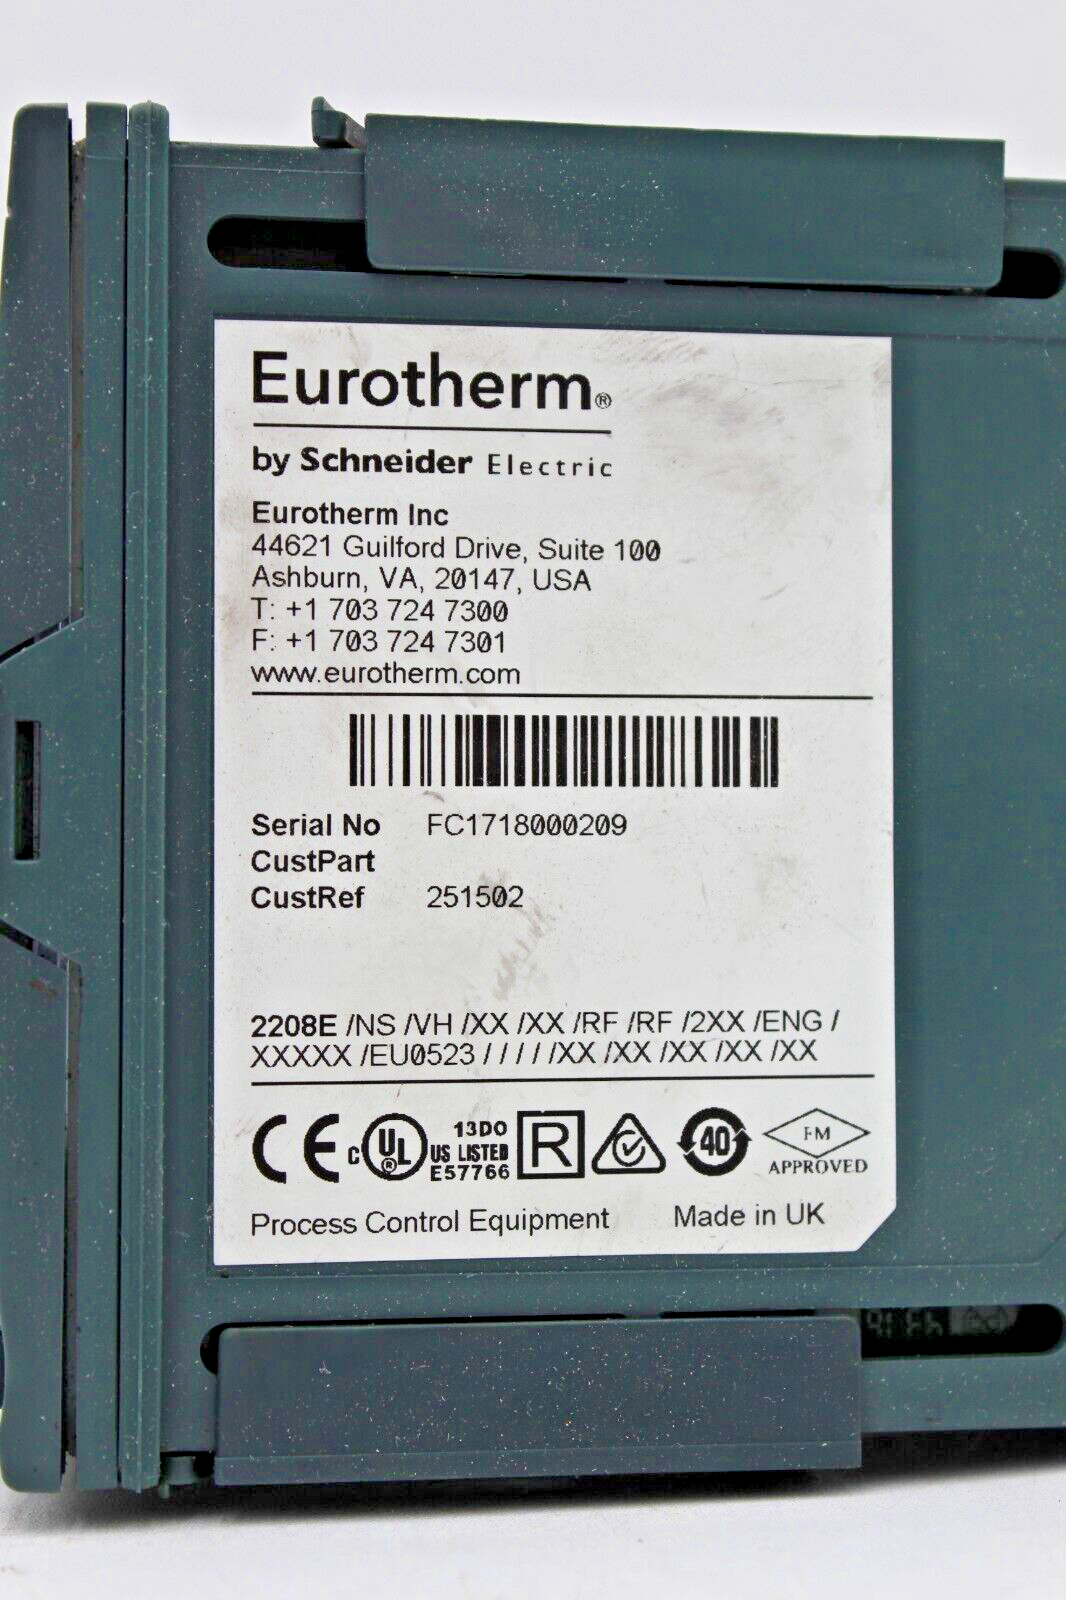 Eurotherm®
by Schneider Electric
Eurotherm Inc
44621 Guilford Drive, Suite 100
Ashburn, VA, 20147, USA
T: +1 703 724 7300
F: +1 703 724 7301
www.eurotherm.com
Serial No FC1718000209
CustPart
CustRef 251502
2208E /NS /VH /XX /XX /RF /RF /2XX /ENG /
XXXXX /EU0523 / / / / /XX /XX /XX /XX /XX
CE c UL® US LISTED 13DO E57766 R 40 FM APPROVED
Process Control Equipment Made in UK